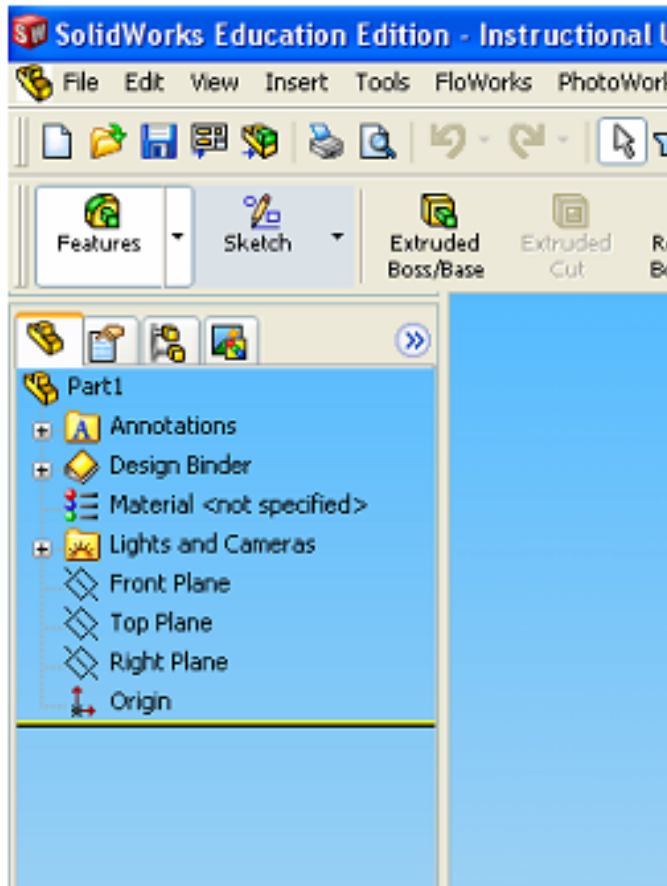 SolidWorks Education Edition - Instructional
File Edit View Insert Tools FloWorks PhotoWork
Features Sketch Extruded Boss/Base Extruded Cut
Part1
Annotations
Design Binder
Material <not specified>
Lights and Cameras
Front Plane
Top Plane
Right Plane
Origin